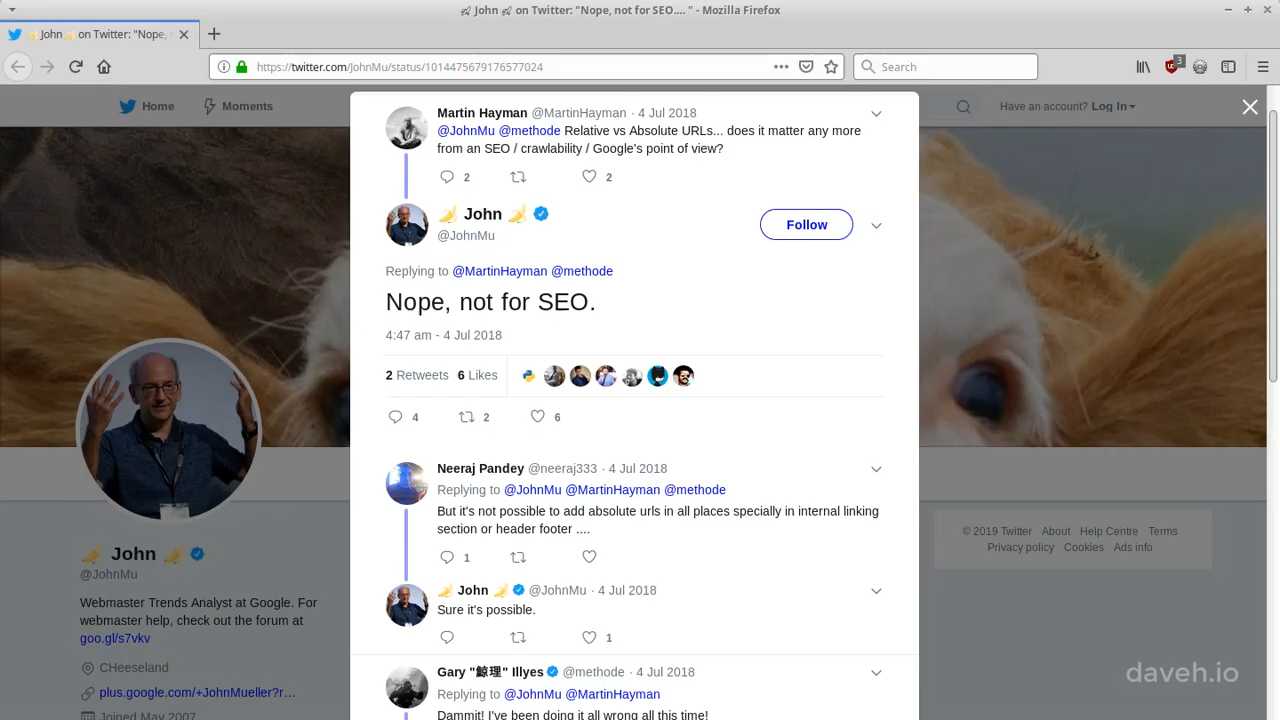 John on Twitter: "Nope, not for SEO.... " - Mozilla Firefox
John on Twitter: "Nope,
https://twitter.com/JohnMu/status/1014475679176577024
Search
3
Home
Moments
Have an account? Log in
Martin Hayman @MartinHayman · 4 Jul 2018
@JohnMu @methode Relative vs Absolute URLs... does it matter any more
from an SEO / crawlability / Google's point of view?
2 2
John
@JohnMu
Follow
Replying to @MartinHayman @methode
Nope, not for SEO.
4:47 am - 4 Jul 2018
2 Retweets 6 Likes
4 2 6
Neeraj Pandey @neeraj333 · 4 Jul 2018
Replying to @JohnMu @MartinHayman @methode
But it's not possible to add absolute urls in all places specially in internal linking
section or header footer ....
1
John @JohnMu · 4 Jul 2018
Sure it's possible.
1
Gary "鯨理" Illyes @methode · 4 Jul 2018
Replying to @JohnMu @MartinHayman
Dammit! I've been doing it all wrong all this time!
John
@JohnMu
Webmaster Trends Analyst at Google. For
webmaster help, check out the forum at
goo.gl/s7vkv
CHeeseland
plus.google.com/+JohnMueller?r…
Joined May 2007
© 2019 Twitter About Help Centre Terms
Privacy policy Cookies Ads info
daveh.io